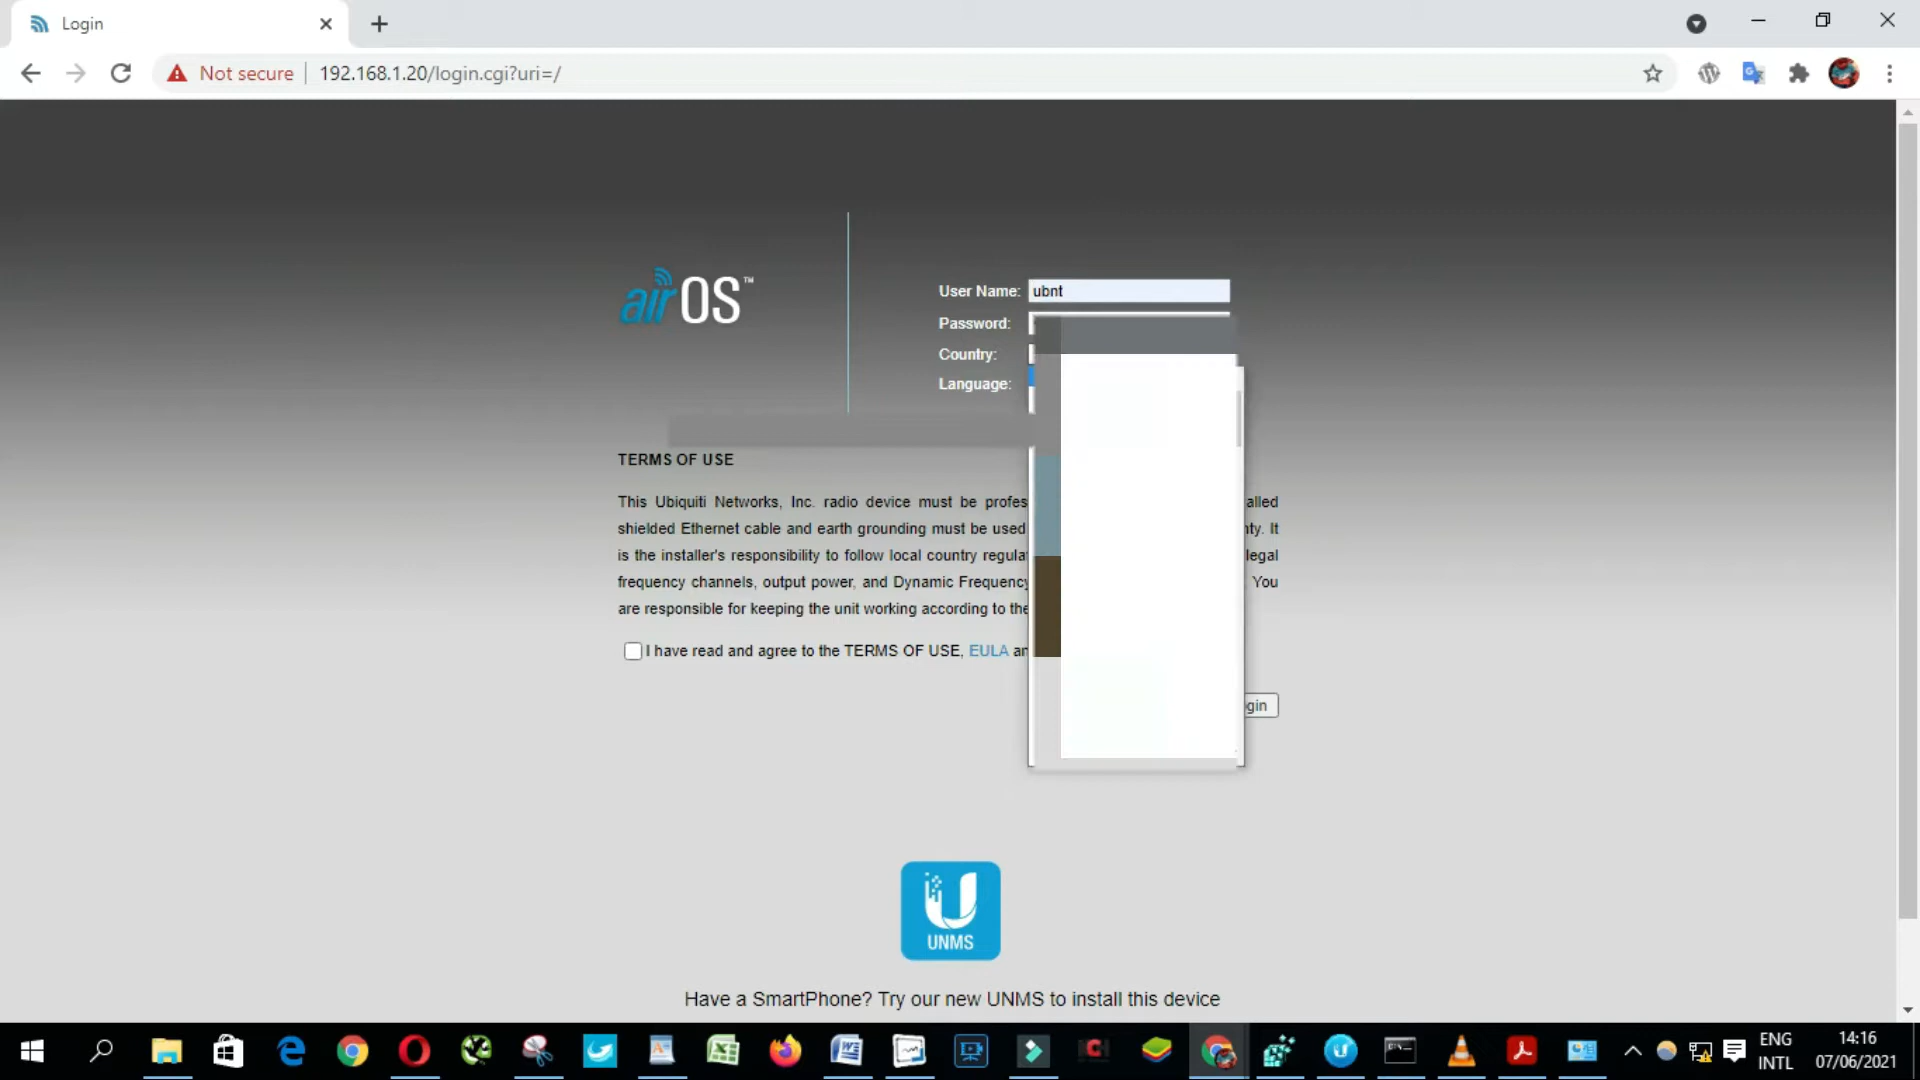 Login
Not secure
192.168.1.20/login.cgi?uri=/
airOS™
User Name: ubnt
Password:
Country:
Language:
TERMS OF USE
This Ubiquiti Networks, Inc. radio device must be alled
shielded Ethernet cable and earth grounding must be used It
is the installer's responsibility to follow local country legal
frequency channels, output power, and Dynamic Frequency You
are responsible for keeping the unit working according to the
I have read and agree to the TERMS OF USE, EULA
gin
UNMS
Have a SmartPhone? Try our new UNMS to install this device
ENG
INTL
14:16
07/06/2021